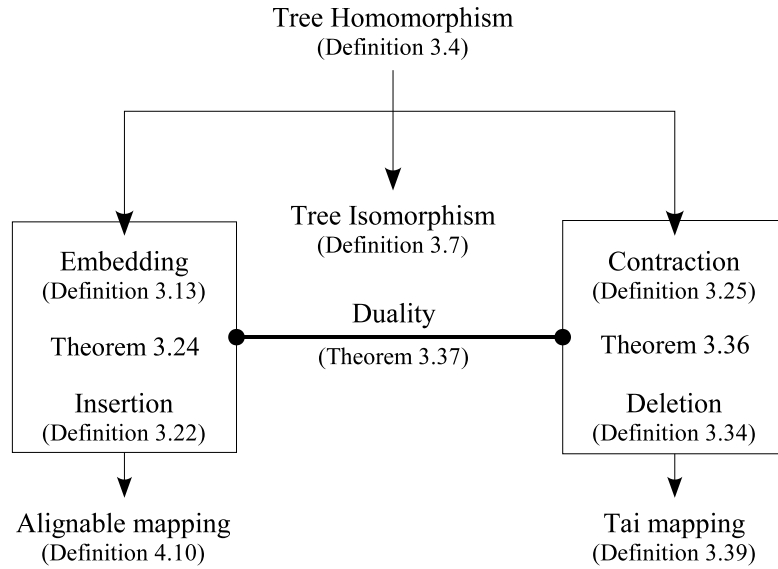 Tree Homomorphism
(Definition 3.4)
Tree Isomorphism
(Definition 3.7)
Embedding
(Definition 3.13)
Theorem 3.24
Insertion
(Definition 3.22)
Duality
(Theorem 3.37)
Contraction
(Definition 3.25)
Theorem 3.36
Deletion
(Definition 3.34)
Alignable mapping
(Definition 4.10)
Tai mapping
(Definition 3.39)